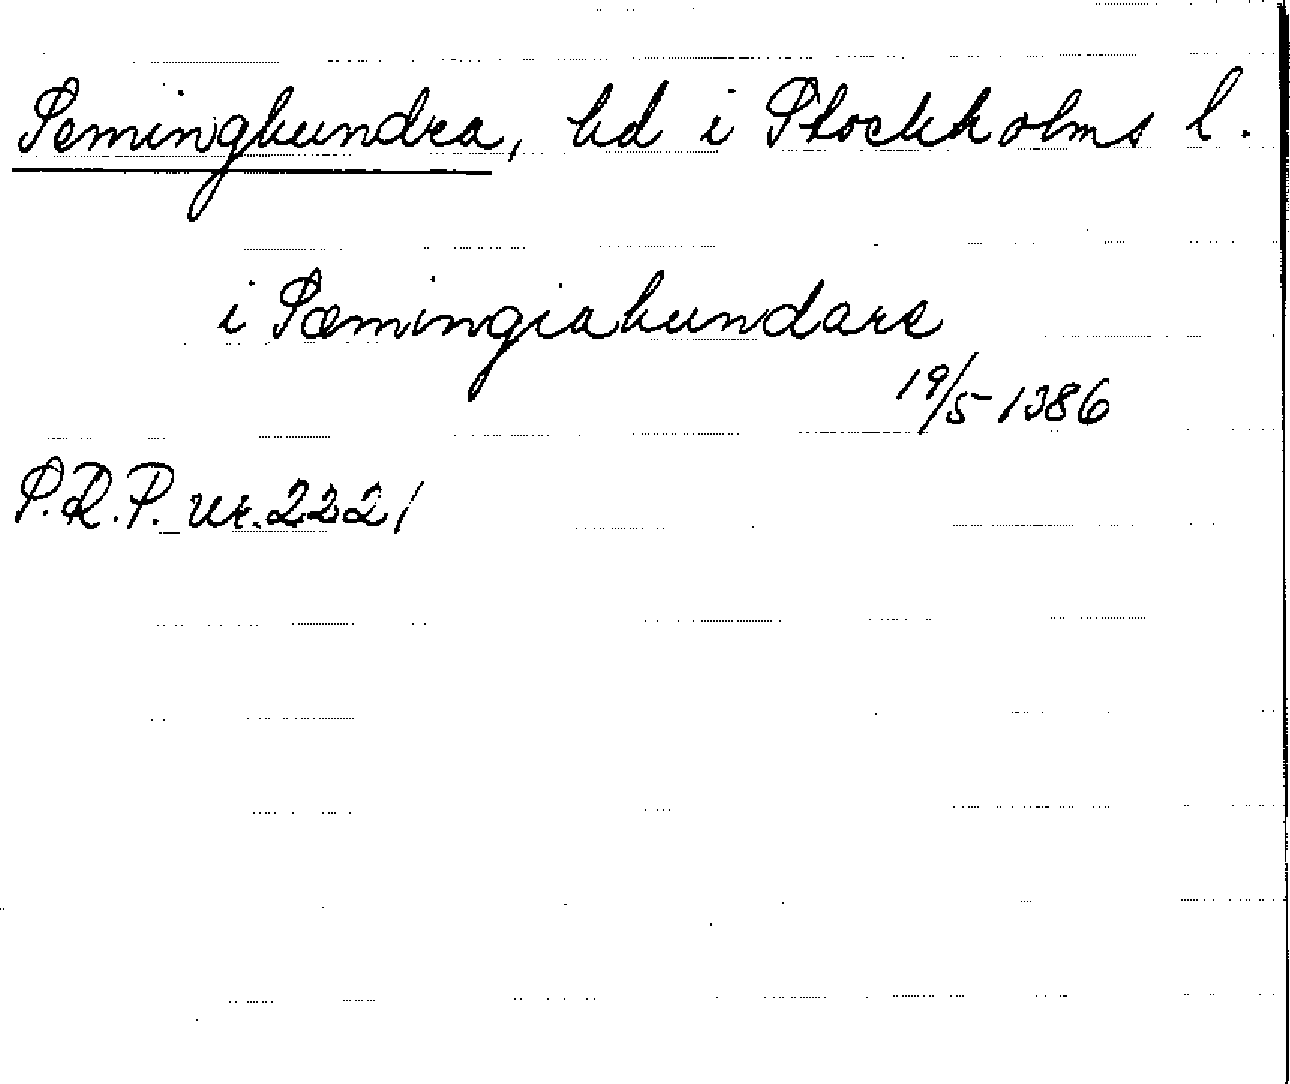 Seminghundra, hd i Stockholms l.
i Sæmingiahundare
19/5 1386
S.R.P. nr. 2221